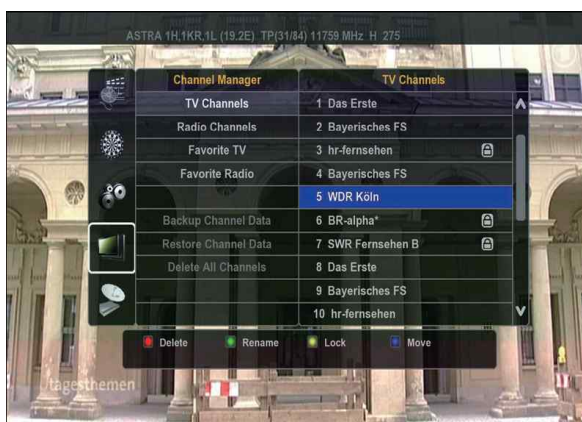 ASTRA 1H,1KR,1L (19.2E) TP(31/84) 11759 MHz H 275
Channel Manager
TV Channels
Radio Channels
Favorite TV
Favorite Radio
Backup Channel Data
Restore Channel Data
Delete All Channels
TV Channels
1 Das Erste
2 Bayerisches FS
3 hr-fernsehen
4 Bayerisches FS
5 WDR Köln
6 BR-alpha*
7 SWR Fernsehen B
8 Das Erste
9 Bayerisches FS
10 hr-fernsehen
Delete Rename Lock Move
tagesthemen